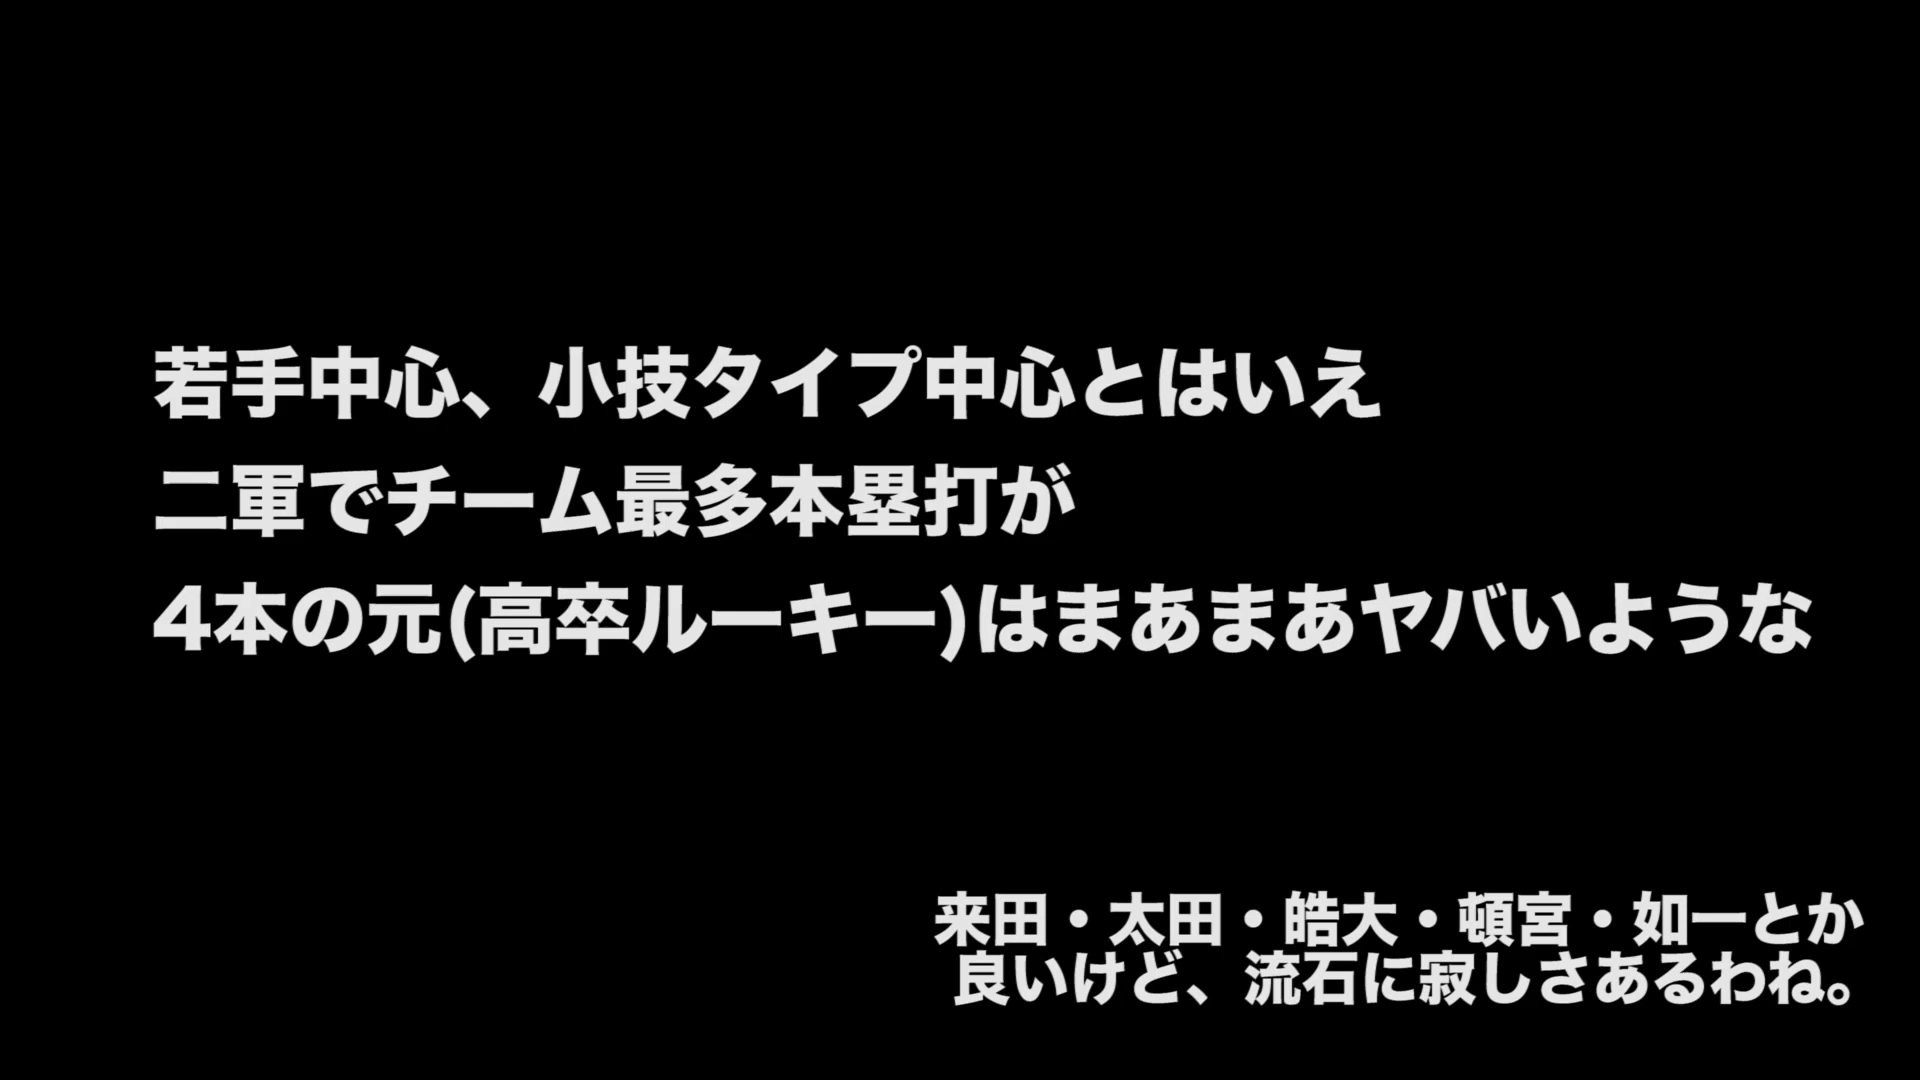 若手中心、小技タイプ中心とはいえ
二軍でチーム最多本塁打が
4本の元(高卒ルーキー)はまあまあヤバいような
来田・太田・皓大・頓宮・如一とか
良いけど、流石に寂しさあるわね。